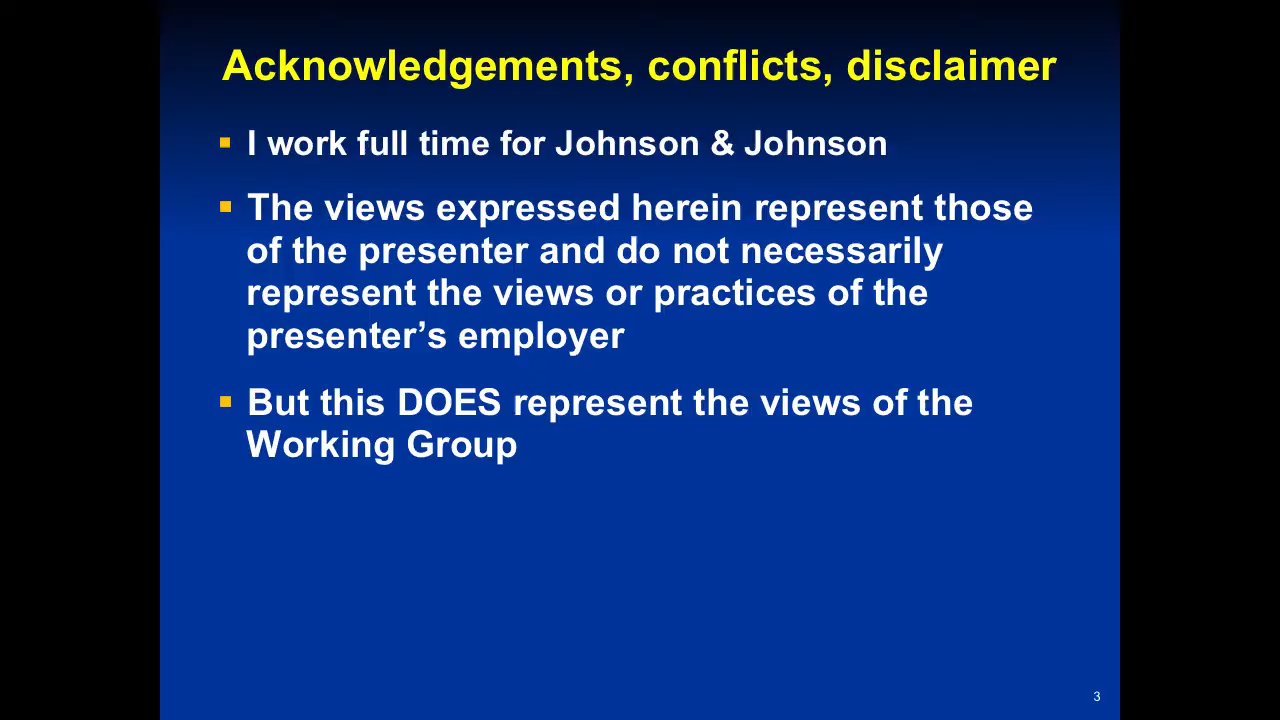 Acknowledgements, conflicts, disclaimer
▪ I work full time for Johnson & Johnson
▪ The views expressed herein represent those
of the presenter and do not necessarily
represent the views or practices of the
presenter’s employer
▪ But this DOES represent the views of the
Working Group
3